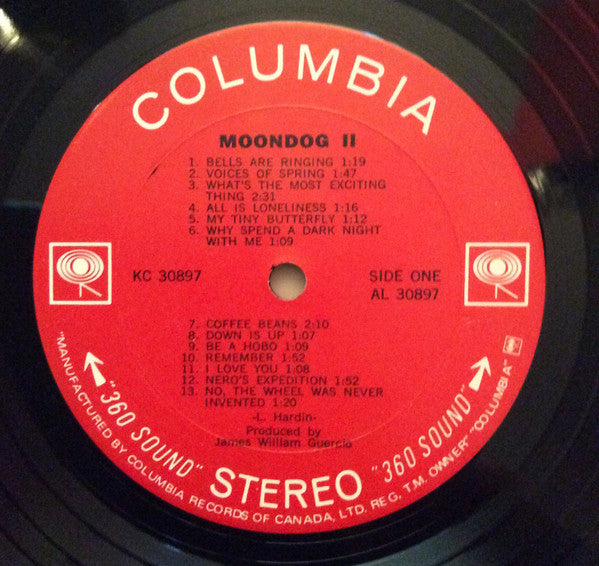 COLUMBIA
MOONDOG II
1. BELLS ARE RINGING 1:19
2. VOICES OF SPRING 1:47
3. WHAT'S THE MOST EXCITING
THING 2:31
4. ALL IS LONELINESS 1:16
5. MY TINY BUTTERFLY 1:12
6. WHY SPEND A DARK NIGHT
WITH ME 1:09
KC 30897
SIDE ONE
AL 30897
7. COFFEE BEANS 2:10
8. DOWN IS UP 1:07
9. BE A HOBO 1:09
10. REMEMBER 1:52
11. I LOVE YOU 1:08
12. NERO'S EXPEDITION 1:52
13. NO, THE WHEEL WAS NEVER
INVENTED 1:20
-L. Hardin-
Produced by
James William Guercio
"360 SOUND" STEREO "360 SOUND"
"MANUFACTURED BY COLUMBIA RECORDS OF CANADA, LTD. REG. T.M. OWNER" "COLUMBIA"